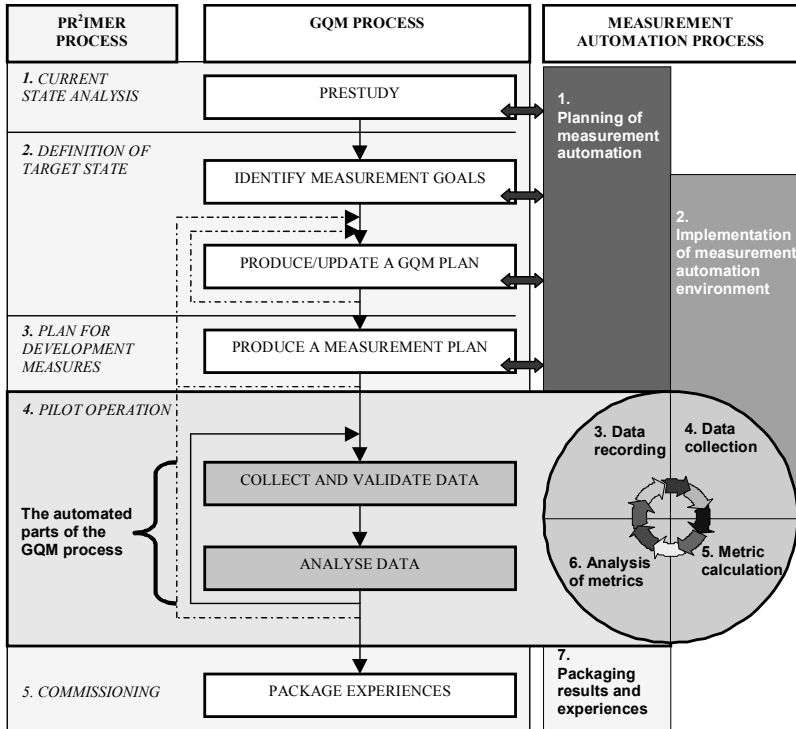 PR²IMER
PROCESS
GQM PROCESS
MEASUREMENT
AUTOMATION PROCESS
1. CURRENT
STATE ANALYSIS
PRESTUDY
1.
Planning of
measurement
automation
2. DEFINITION OF
TARGET STATE
IDENTIFY MEASUREMENT GOALS
2.
Implementation
of measurement
automation
environment
PRODUCE/UPDATE A GQM PLAN
3. PLAN FOR
DEVELOPMENT
MEASURES
PRODUCE A MEASUREMENT PLAN
4. PILOT OPERATION
3. Data
recording
4. Data
collection
COLLECT AND VALIDATE DATA
The automated
parts of the
GQM process
ANALYSE DATA
6. Analysis
of metrics
5. Metric
calculation
5. COMMISSIONING
PACKAGE EXPERIENCES
7.
Packaging
results and
experiences